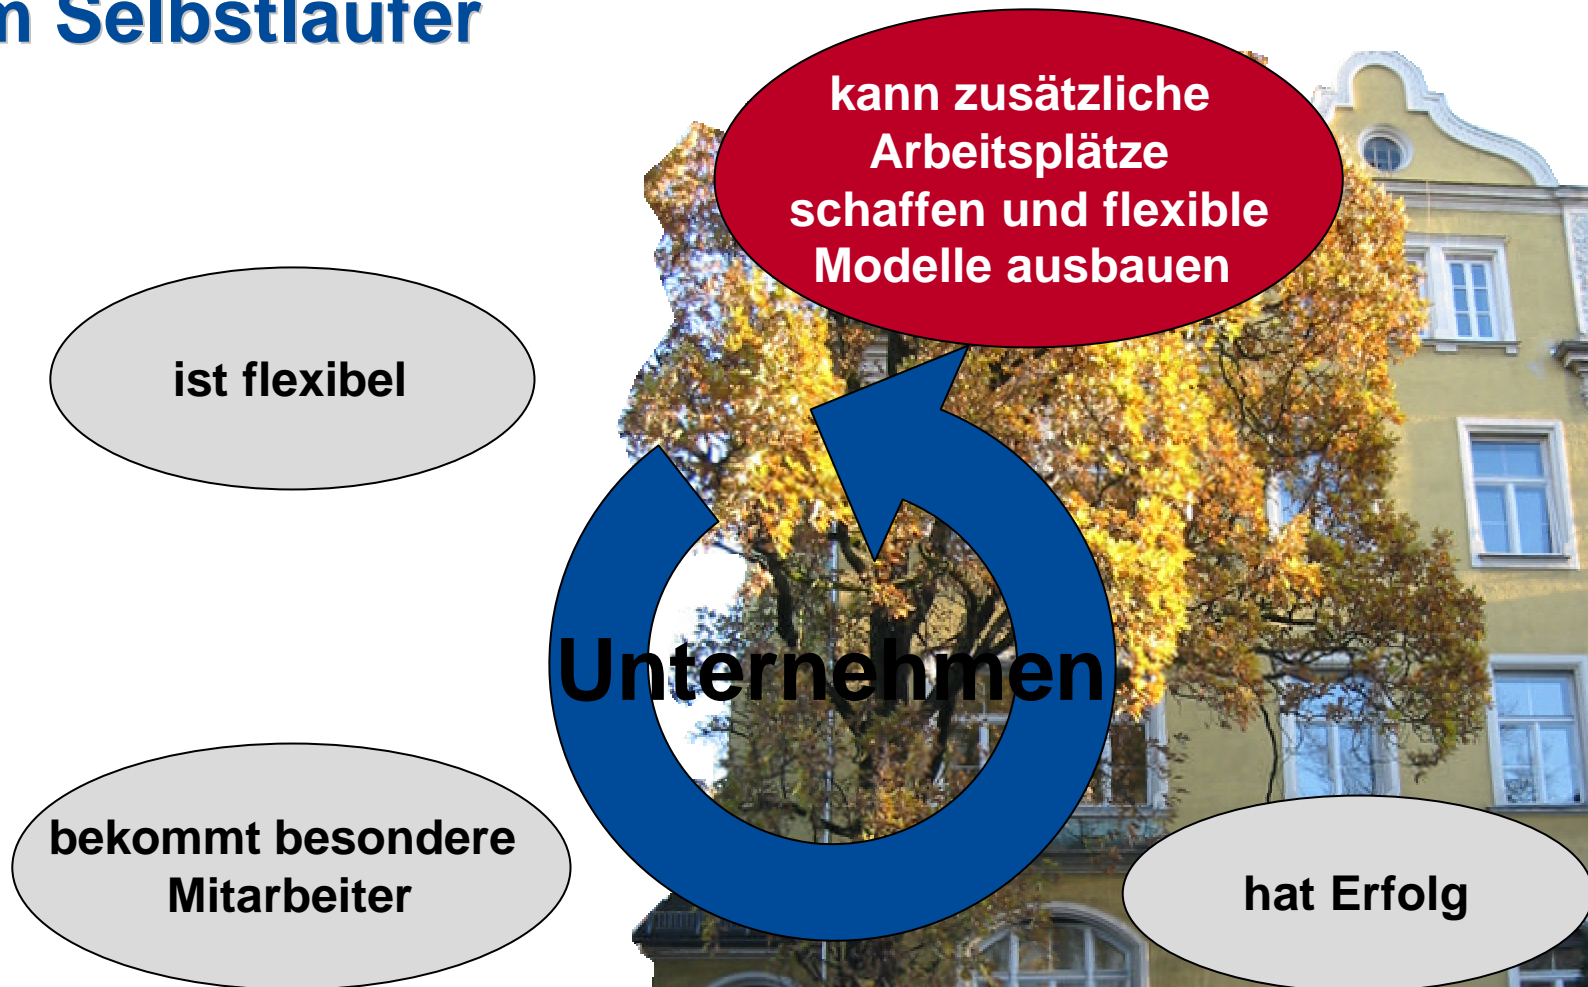 Selbstläufer
kann zusätzliche
Arbeitsplätze
schaffen und flexible
Modelle ausbauen
ist flexibel
Unternehmen
bekommt besondere
Mitarbeiter
hat Erfolg